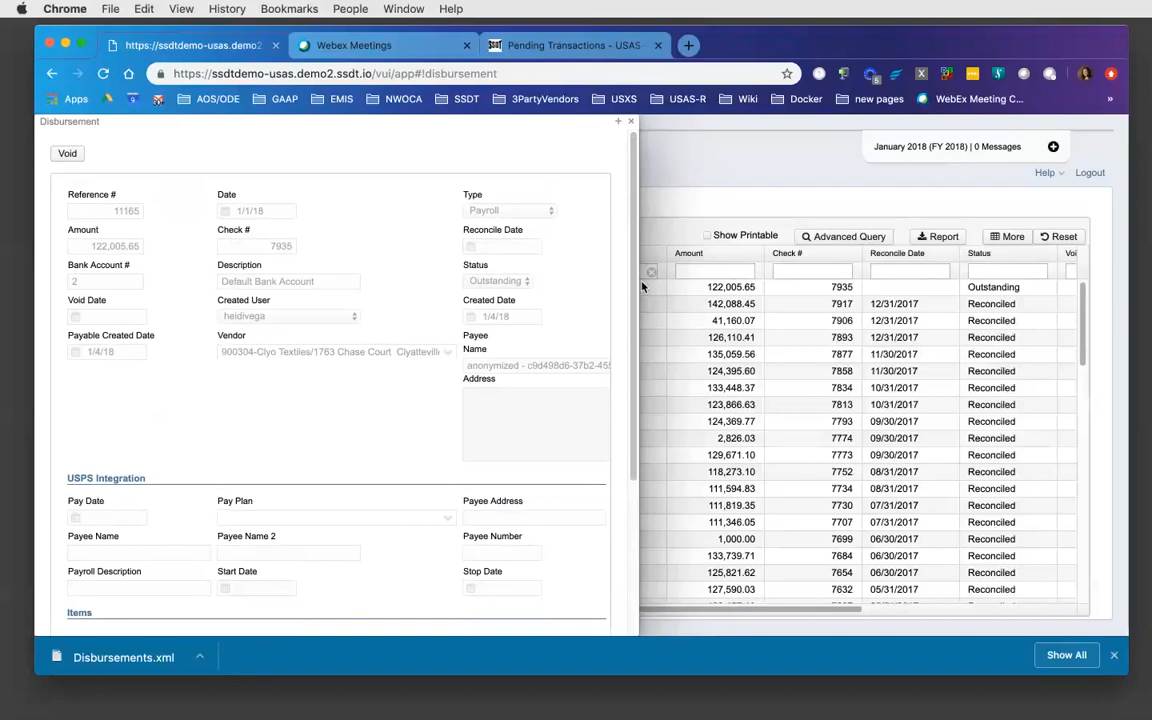 Chrome File Edit View History Bookmarks People Window Help
https://ssdtdemo-usas.demo2 Webex Meetings Pending Transactions - USAS
https://ssdtdemo-usas.demo2.ssdt.io/vui/app#!disbursement
Apps AOS/ODE GAAP EMIS NWOCA SSDT 3PartyVendors USXS USAS-R Wiki Docker new pages WebEx Meeting C... »
Disbursement
January 2018 (FY 2018) | 0 Messages
Void
Help Logout
Reference # Date Type
11165 1/1/18 Payroll
Amount Check # Reconcile Date
122,005.65 7935
Bank Account # Description Status
2 Default Bank Account Outstanding
Void Date Created User Created Date
heidivega 1/4/18
Payable Created Date Vendor Payee
1/4/18 900304-Clyo Textiles/1763 Chase Court Clyatteville
Name
anonymized - c9d498d6-37b2-455
Address
USPS Integration
Pay Date Pay Plan Payee Address
Payee Name Payee Name 2 Payee Number
Payroll Description Start Date Stop Date
Items
Show Printable Advanced Query Report More Reset
Amount Check # Reconcile Date Status Voi
122,005.65 7935 Outstanding
142,088.45 7917 12/31/2017 Reconciled
41,160.07 7906 12/31/2017 Reconciled
126,110.41 7893 12/31/2017 Reconciled
135,059.56 7877 11/30/2017 Reconciled
124,395.60 7858 11/30/2017 Reconciled
133,448.37 7834 10/31/2017 Reconciled
123,866.63 7813 10/31/2017 Reconciled
124,369.77 7793 09/30/2017 Reconciled
2,826.03 7774 09/30/2017 Reconciled
129,671.10 7773 09/30/2017 Reconciled
118,273.10 7752 08/31/2017 Reconciled
111,594.83 7734 08/31/2017 Reconciled
111,819.35 7730 07/31/2017 Reconciled
111,346.05 7707 07/31/2017 Reconciled
1,000.00 7699 06/30/2017 Reconciled
133,739.71 7684 06/30/2017 Reconciled
125,821.62 7654 06/30/2017 Reconciled
127,590.03 7632 05/31/2017 Reconciled
Disbursements.xml
Show All